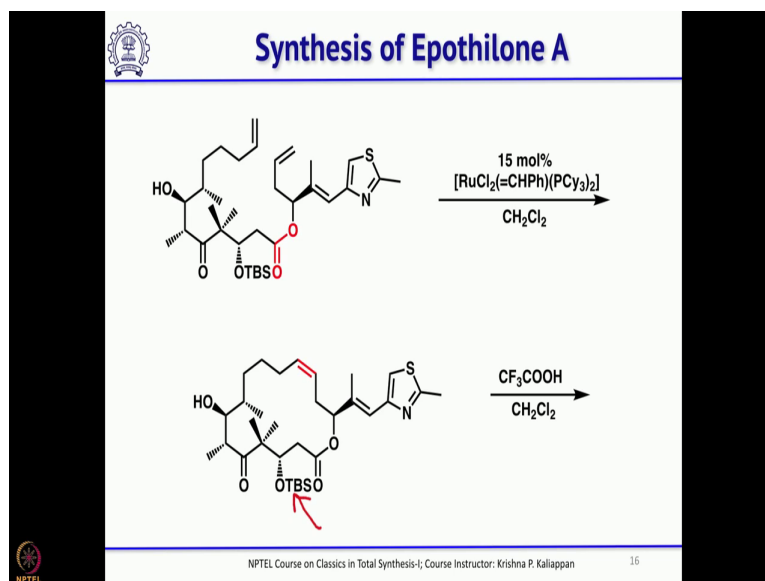 Synthesis of Epothilone A
S
HO
N
O
O
OTBS
O
15 mol%
[RuCl2(=CHPh)(PCy3)2]
CH2Cl2
S
HO
N
O
O
OTBS
O
CF3COOH
CH2Cl2
NPTEL
NPTEL Course on Classics in Total Synthesis-I; Course Instructor: Krishna P. Kaliappan
16